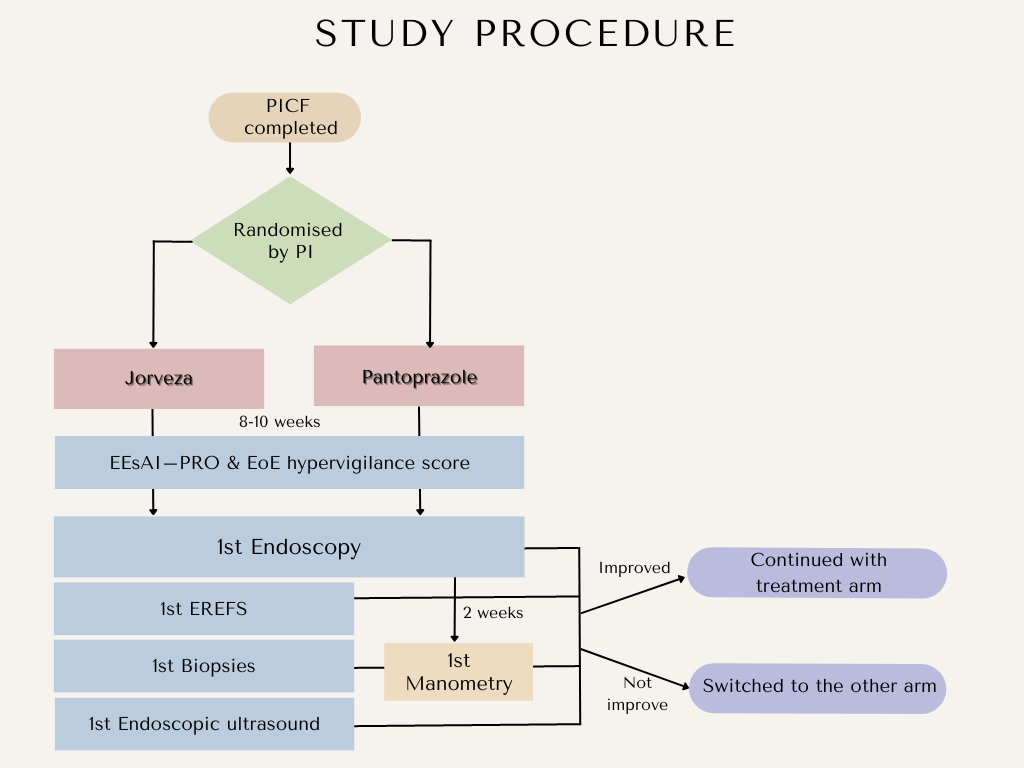 STUDY PROCEDURE
PICF
completed
Randomised
by PI
Jorveza
Pantoprazole
8-10 weeks
EEsAI–PRO & EoE hypervigilance score
1st Endoscopy
Improved
Continued with
treatment arm
1st EREFS
2 weeks
1st Biopsies
1st
Manometry
Not
improve
Switched to the other arm
1st Endoscopic ultrasound